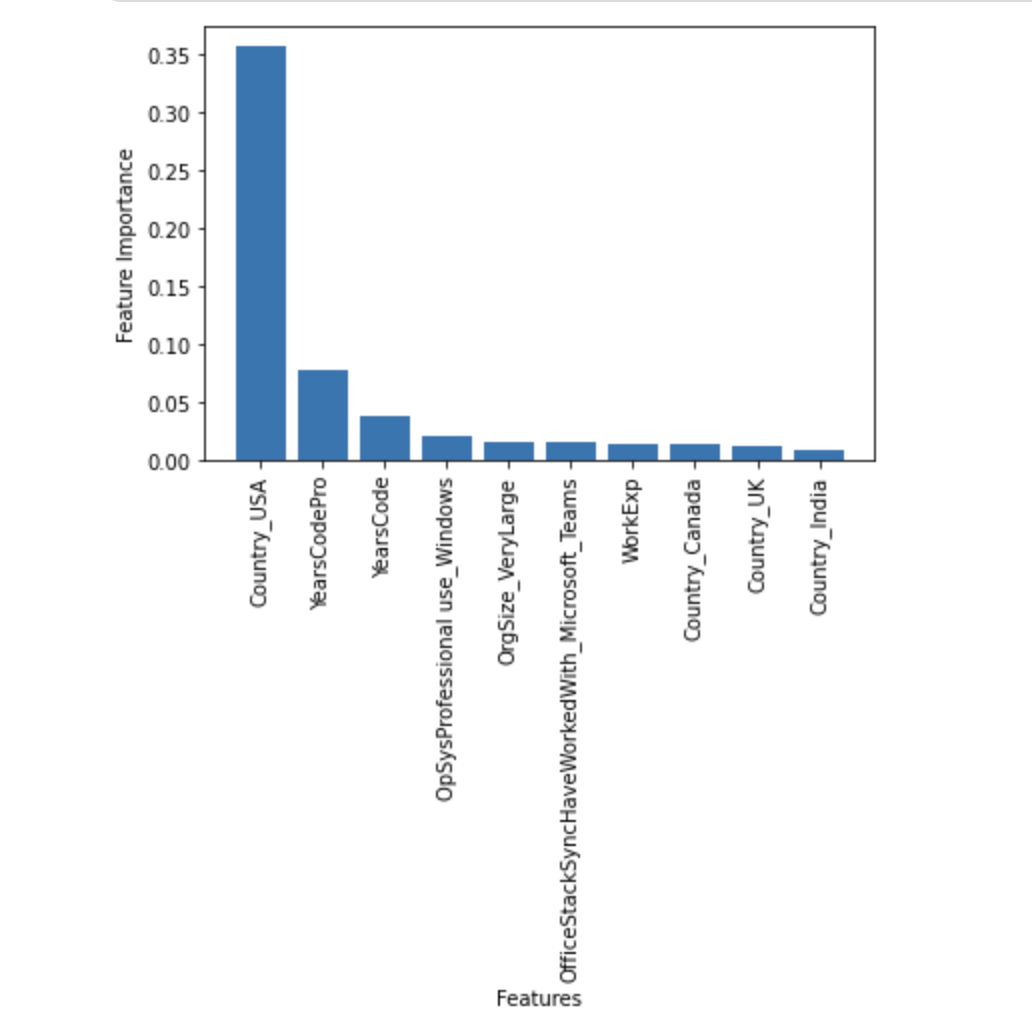 Feature Importance
0.35
0.30
0.25
0.20
0.15
0.10
0.05
0.00
Country_USA
YearsCodePro
YearsCode
OpSysProfessional use_Windows
OrgSize_VeryLarge
OfficeStackSyncHaveWorkedWith_Microsoft_Teams
WorkExp
Country_Canada
Country_UK
Country_India
Features